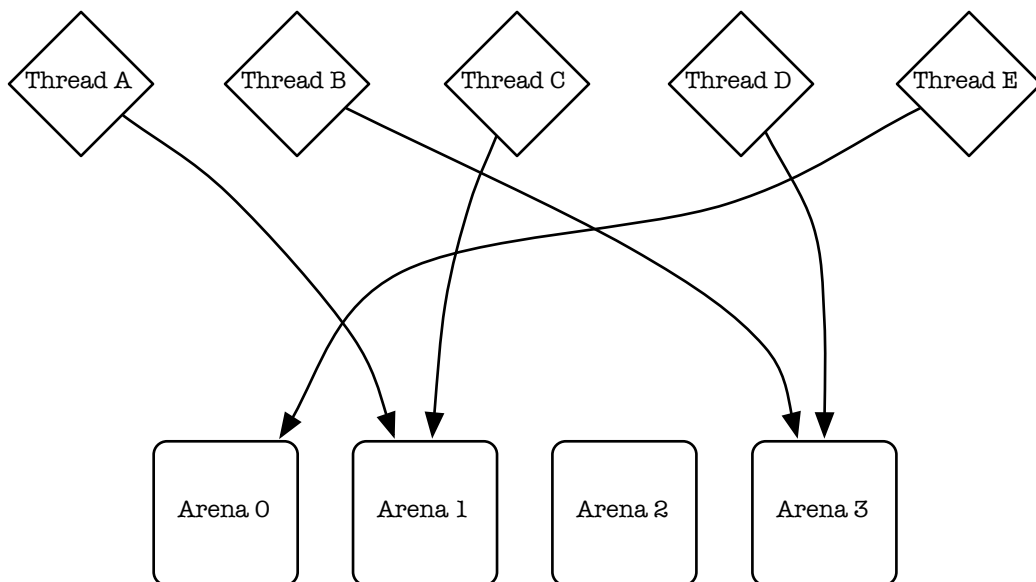 Thread A
Thread B
Thread C
Thread D
Thread E
Arena 0
Arena 1
Arena 2
Arena 3